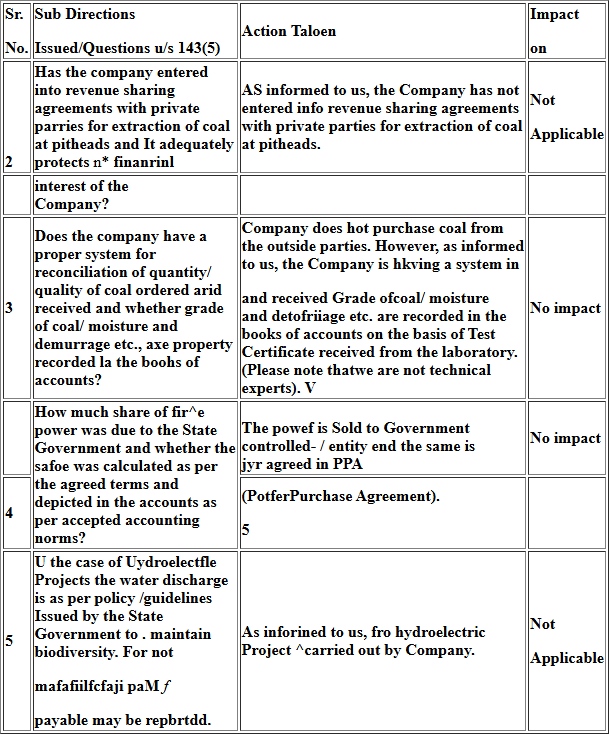 Sr. Sub Directions
No. Issued/Questions u/s 143(5)
Action Taloen
Impact
on
2
Has the company entered
into revenue sharing
agreements with private
parries for extraction of coal
at pitheads and It adequately
protects n* finanrinl
AS informed to us, the Company has not
entered info revenue sharing agreements
with private parties for extraction of coal
at pitheads.
Not
Applicable
interest of the
Company?
3
Does the company have a
proper system for
reconciliation of quantity/
quality of coal ordered arid
received and whether grade
of coal/ moisture and
demurrage etc., axe property
recorded la the boohs of
accounts?
Company does hot purchase coal from
the outside parties. However, as informed
to us, the Company is hkving a system in
and received Grade ofcoal/ moisture
and detofriiage etc. are recorded in the
books of accounts on the basis of Test
Certificate received from the laboratory.
(Please note thatwe are not technical
experts). V
No impact
How much share of fir^e
power was due to the State
Government and whether the
safoe was calculated as per
the agreed terms and
depicted in the accounts as
per accepted accounting
norms?
The powef is Sold to Government
controlled- / entity end the same is
jyr agreed in PPA
No impact
4
(PotferPurchase Agreement).
5
5
U the case of Uydroelectfle
Projects the water discharge
is as per policy /guidelines
Issued by the State
Government to . maintain
biodiversity. For not
mafafiilfcfaji paM f
payable may be repbrtdd.
As inforined to us, fro hydroelectric
Project ^carried out by Company.
Not
Applicable